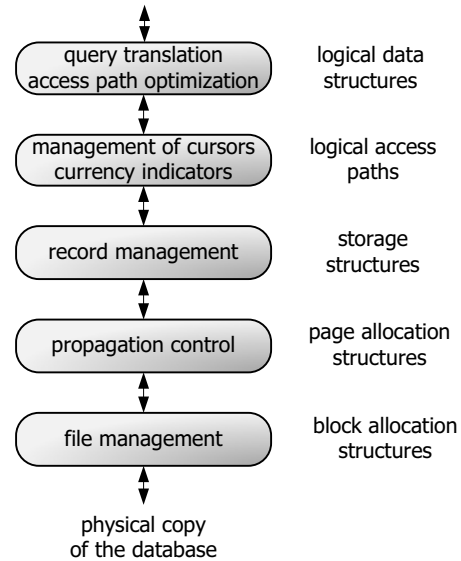 query translation
access path optimization
logical data
structures
management of cursors
currency indicators
logical access
paths
record management
storage
structures
propagation control
page allocation
structures
file management
block allocation
structures
physical copy
of the database